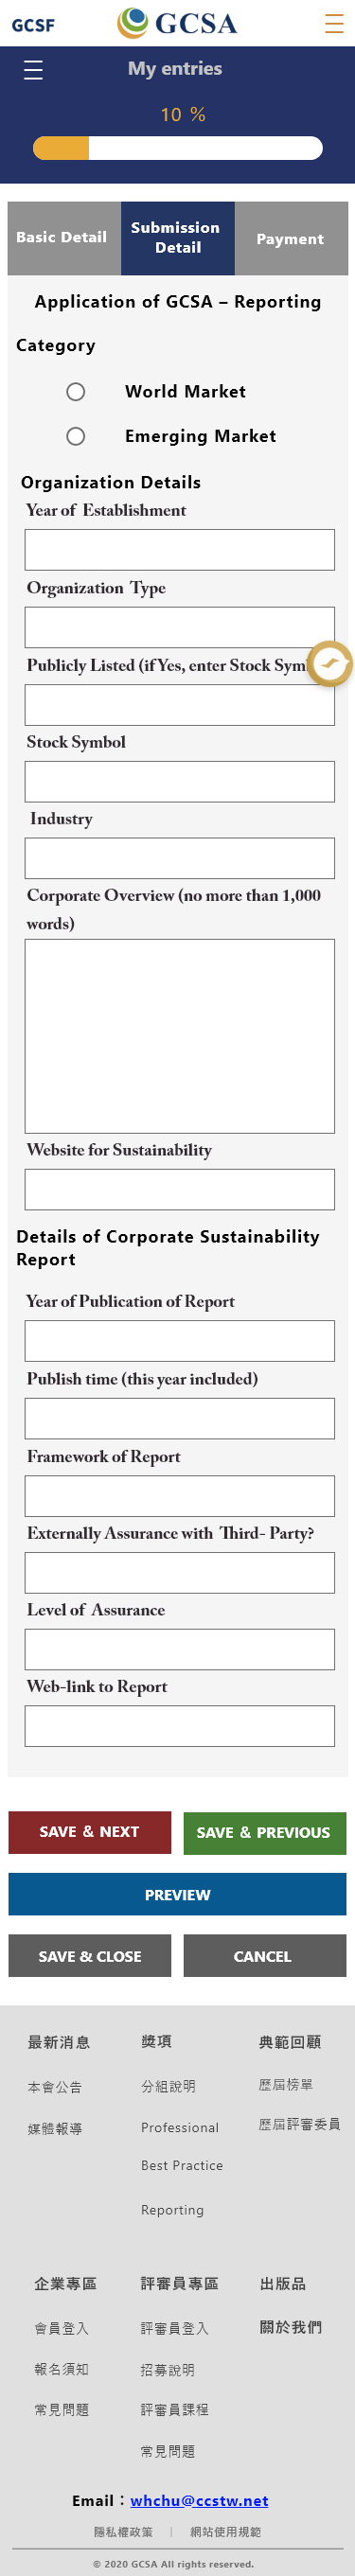 GCSF
GCSA
My entries
10 %
Basic Detail
Submission
Detail
Payment
Application of GCSA – Reporting
Category
World Market
Emerging Market
Organization Details
Year of Establishment
Organization Type
Publicly Listed (if Yes, enter Stock
Stock Symbol
Industry
Corporate Overview (no more than 1,000
words)
Website for Sustainability
Details of Corporate Sustainability
Report
Year of Publication of Report
Publish time (this year included)
Framework of Report
Externally Assurance with Third- Party?
Level of Assurance
Web-link to Report
SAVE & NEXT
SAVE & PREVIOUS
PREVIEW
SAVE & CLOSE
CANCEL
最新消息
本會公告
媒體報導
獎項
分組說明
Professional
Best Practice
Reporting
典範回顧
歷屆榜單
歷屆評審委員
企業專區
會員登入
報名須知
常見問題
評審員專區
評審員登入
招募說明
評審員課程
常見問題
出版品
關於我們
Email：whchu@ccstw.net
隱私權政策 | 網站使用規範
© 2020 GCSA All rights reserved.